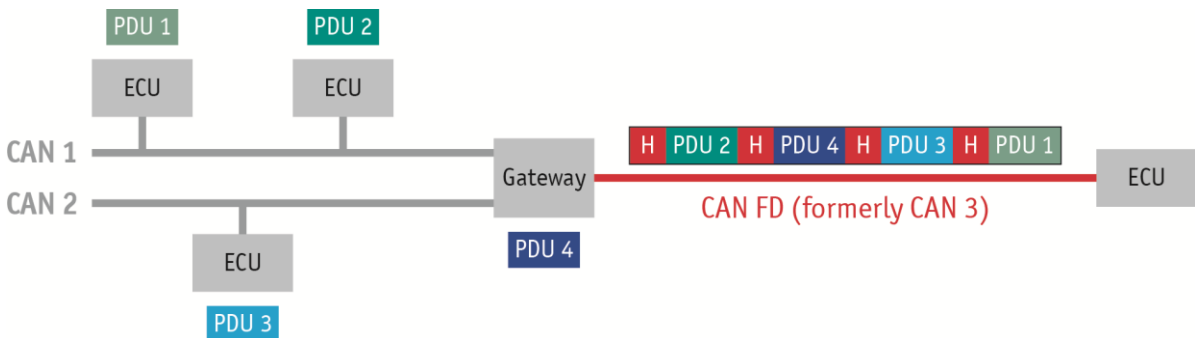 PDU 1
PDU 2
ECU
ECU
CAN 1
H PDU 2 H PDU 4 H PDU 3 H PDU 1
Gateway
ECU
CAN 2
CAN FD (formerly CAN 3)
ECU
PDU 4
PDU 3